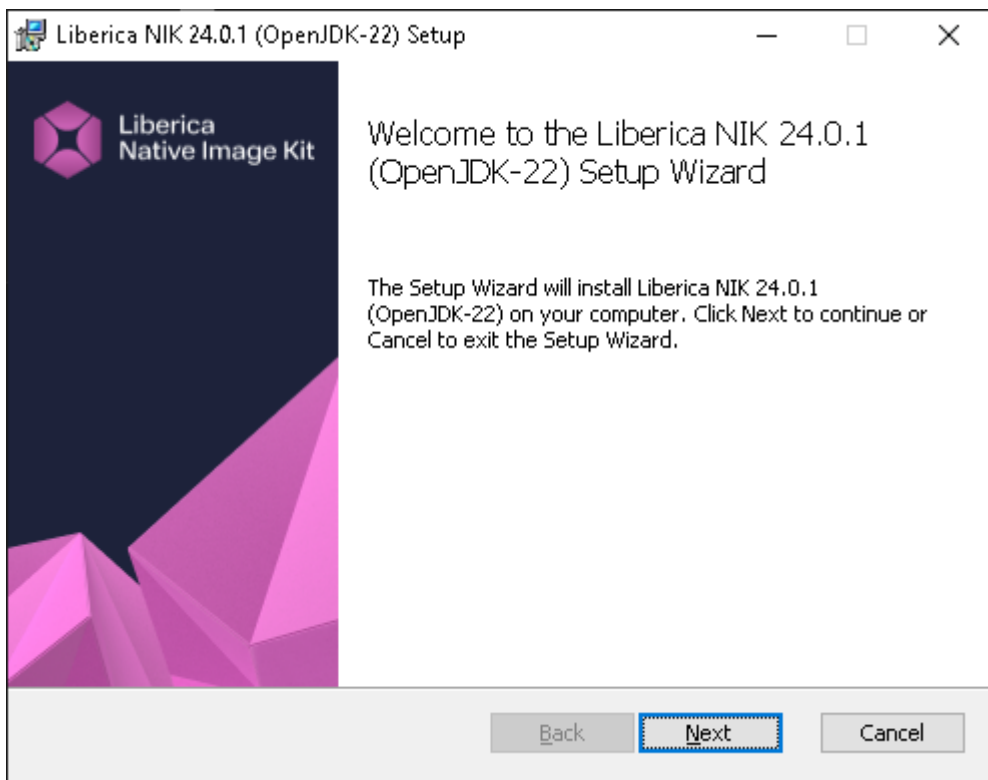 Liberica NIK 24.0.1 (OpenJDK-22) Setup
Liberica
Native Image Kit
Welcome to the Liberica NIK 24.0.1
(OpenJDK-22) Setup Wizard
The Setup Wizard will install Liberica NIK 24.0.1
(OpenJDK-22) on your computer. Click Next to continue or
Cancel to exit the Setup Wizard.
Back
Next
Cancel